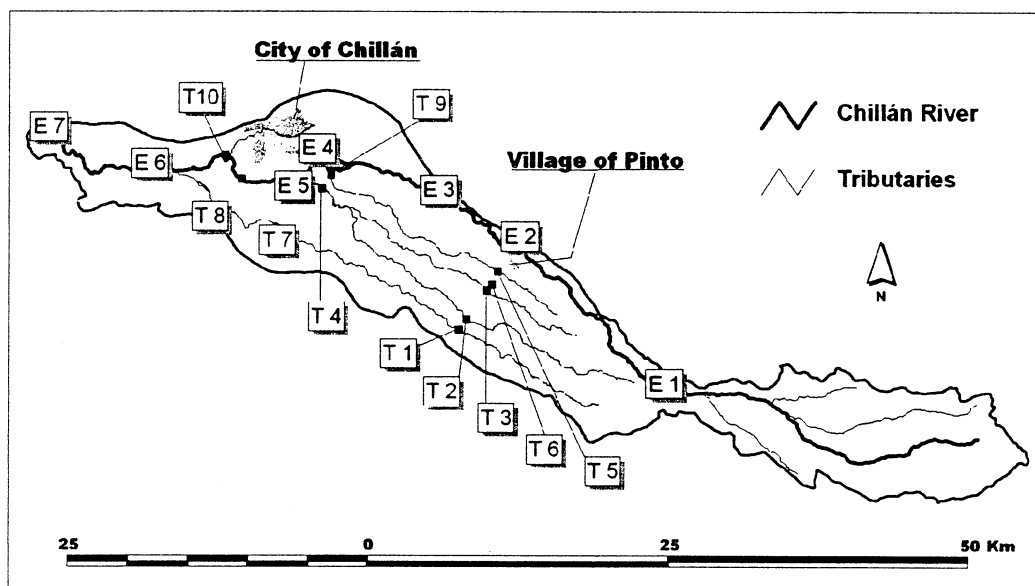 City of Chillán
T10
T 9
E 7
E 6
E 4
E 5
E 3
Village of Pinto
E 2
T 8
T 7
T 4
T 1
T 2
T 3
T 6
T 5
E 1
Chillán River
Tributaries
N
25 0 25 50 Km